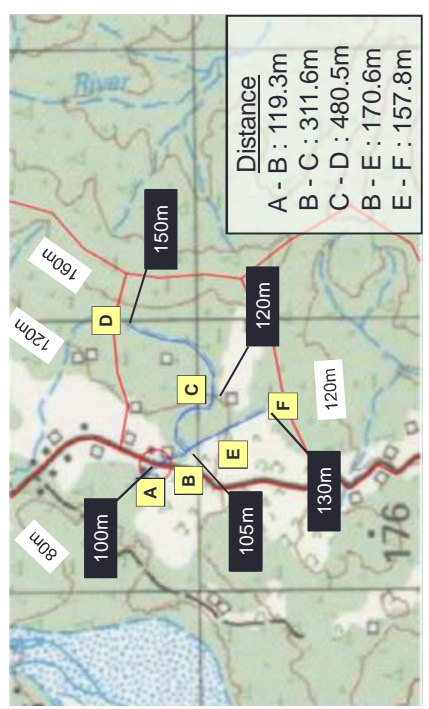 River
Distance
A - B : 119.3m
B - C : 311.6m
C - D : 480.5m
B - E : 170.6m
E - F : 157.8m
160m
150m
120m
D
120m
C
120m
F
E
A
B
100m
105m
130m
80m
176